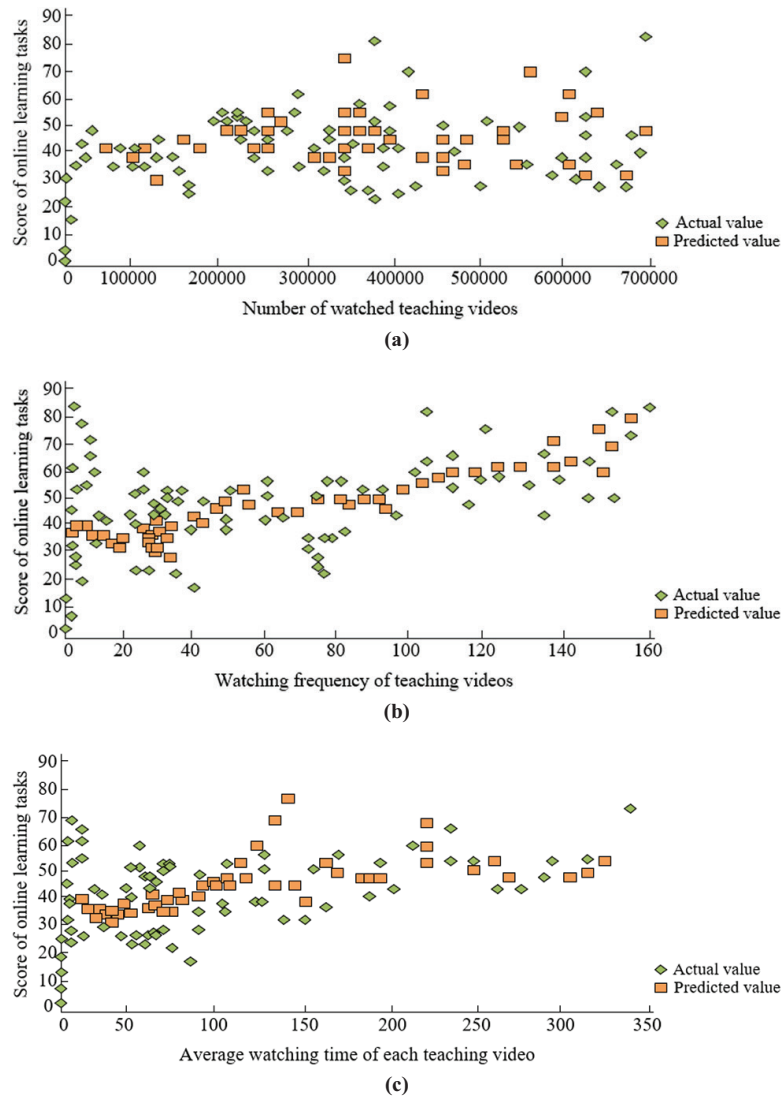 90
80
70
60
50
40
30
20
10
0
Score of online learning tasks
Actual value
Predicted value
0 100000 200000 300000 400000 500000 600000 700000
Number of watched teaching videos
(a)
90
80
70
60
50
40
30
20
10
0
Score of online learning tasks
Actual value
Predicted value
0 20 40 60 80 100 120 140 160
Watching frequency of teaching videos
(b)
90
80
70
60
50
40
30
20
10
0
Score of online learning tasks
Actual value
Predicted value
0 50 100 150 200 250 300 350
Average watching time of each teaching video
(c)